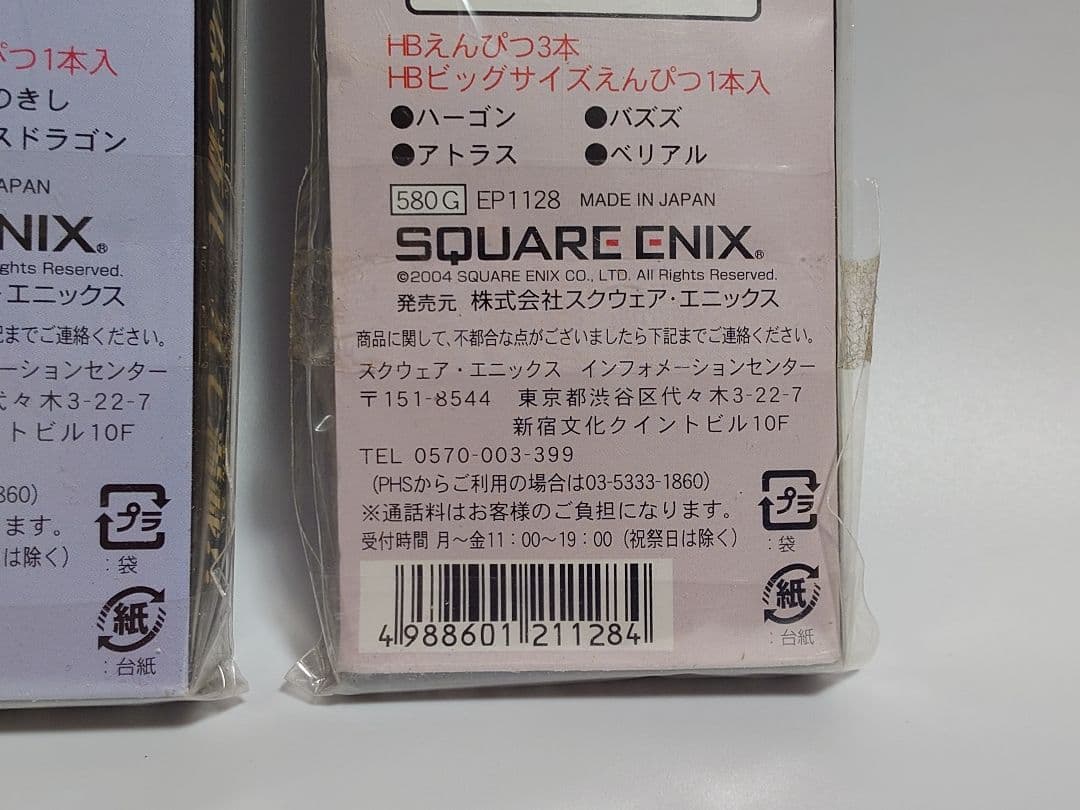 ぴつ1本入
のきし
スドラゴン
APAN
NIX®
ghts Reserved.
・エニックス
記までご連絡ください。
ーションセンター
代々木3-22-7
トビル10F
860)
ます。
は除く)
プラ
:袋
紙
:台紙
HBえんぴつ3本
HBビッグサイズえんぴつ1本入
●ハーゴン ●バズズ
●アトラス ●ベリアル
580G EP1128 MADE IN JAPAN
SQUARE ENIX®
©2004 SQUARE ENIX CO., LTD. All Rights Reserved.
発売元 株式会社スクウェア・エニックス
商品に関して、不都合な点がございましたら下記までご連絡ください。
スクウェア・エニックス インフォメーションセンター
〒151-8544 東京都渋谷区代々木3-22-7
新宿文化クイントビル10F
TEL 0570-003-399
(PHSからご利用の場合は03-5333-1860)
※通話料はお客様のご負担になります。
受付時間 月〜金11:00〜19:00(祝祭日は除く)
プラ
:袋
紙
:台紙
4 988601 211284